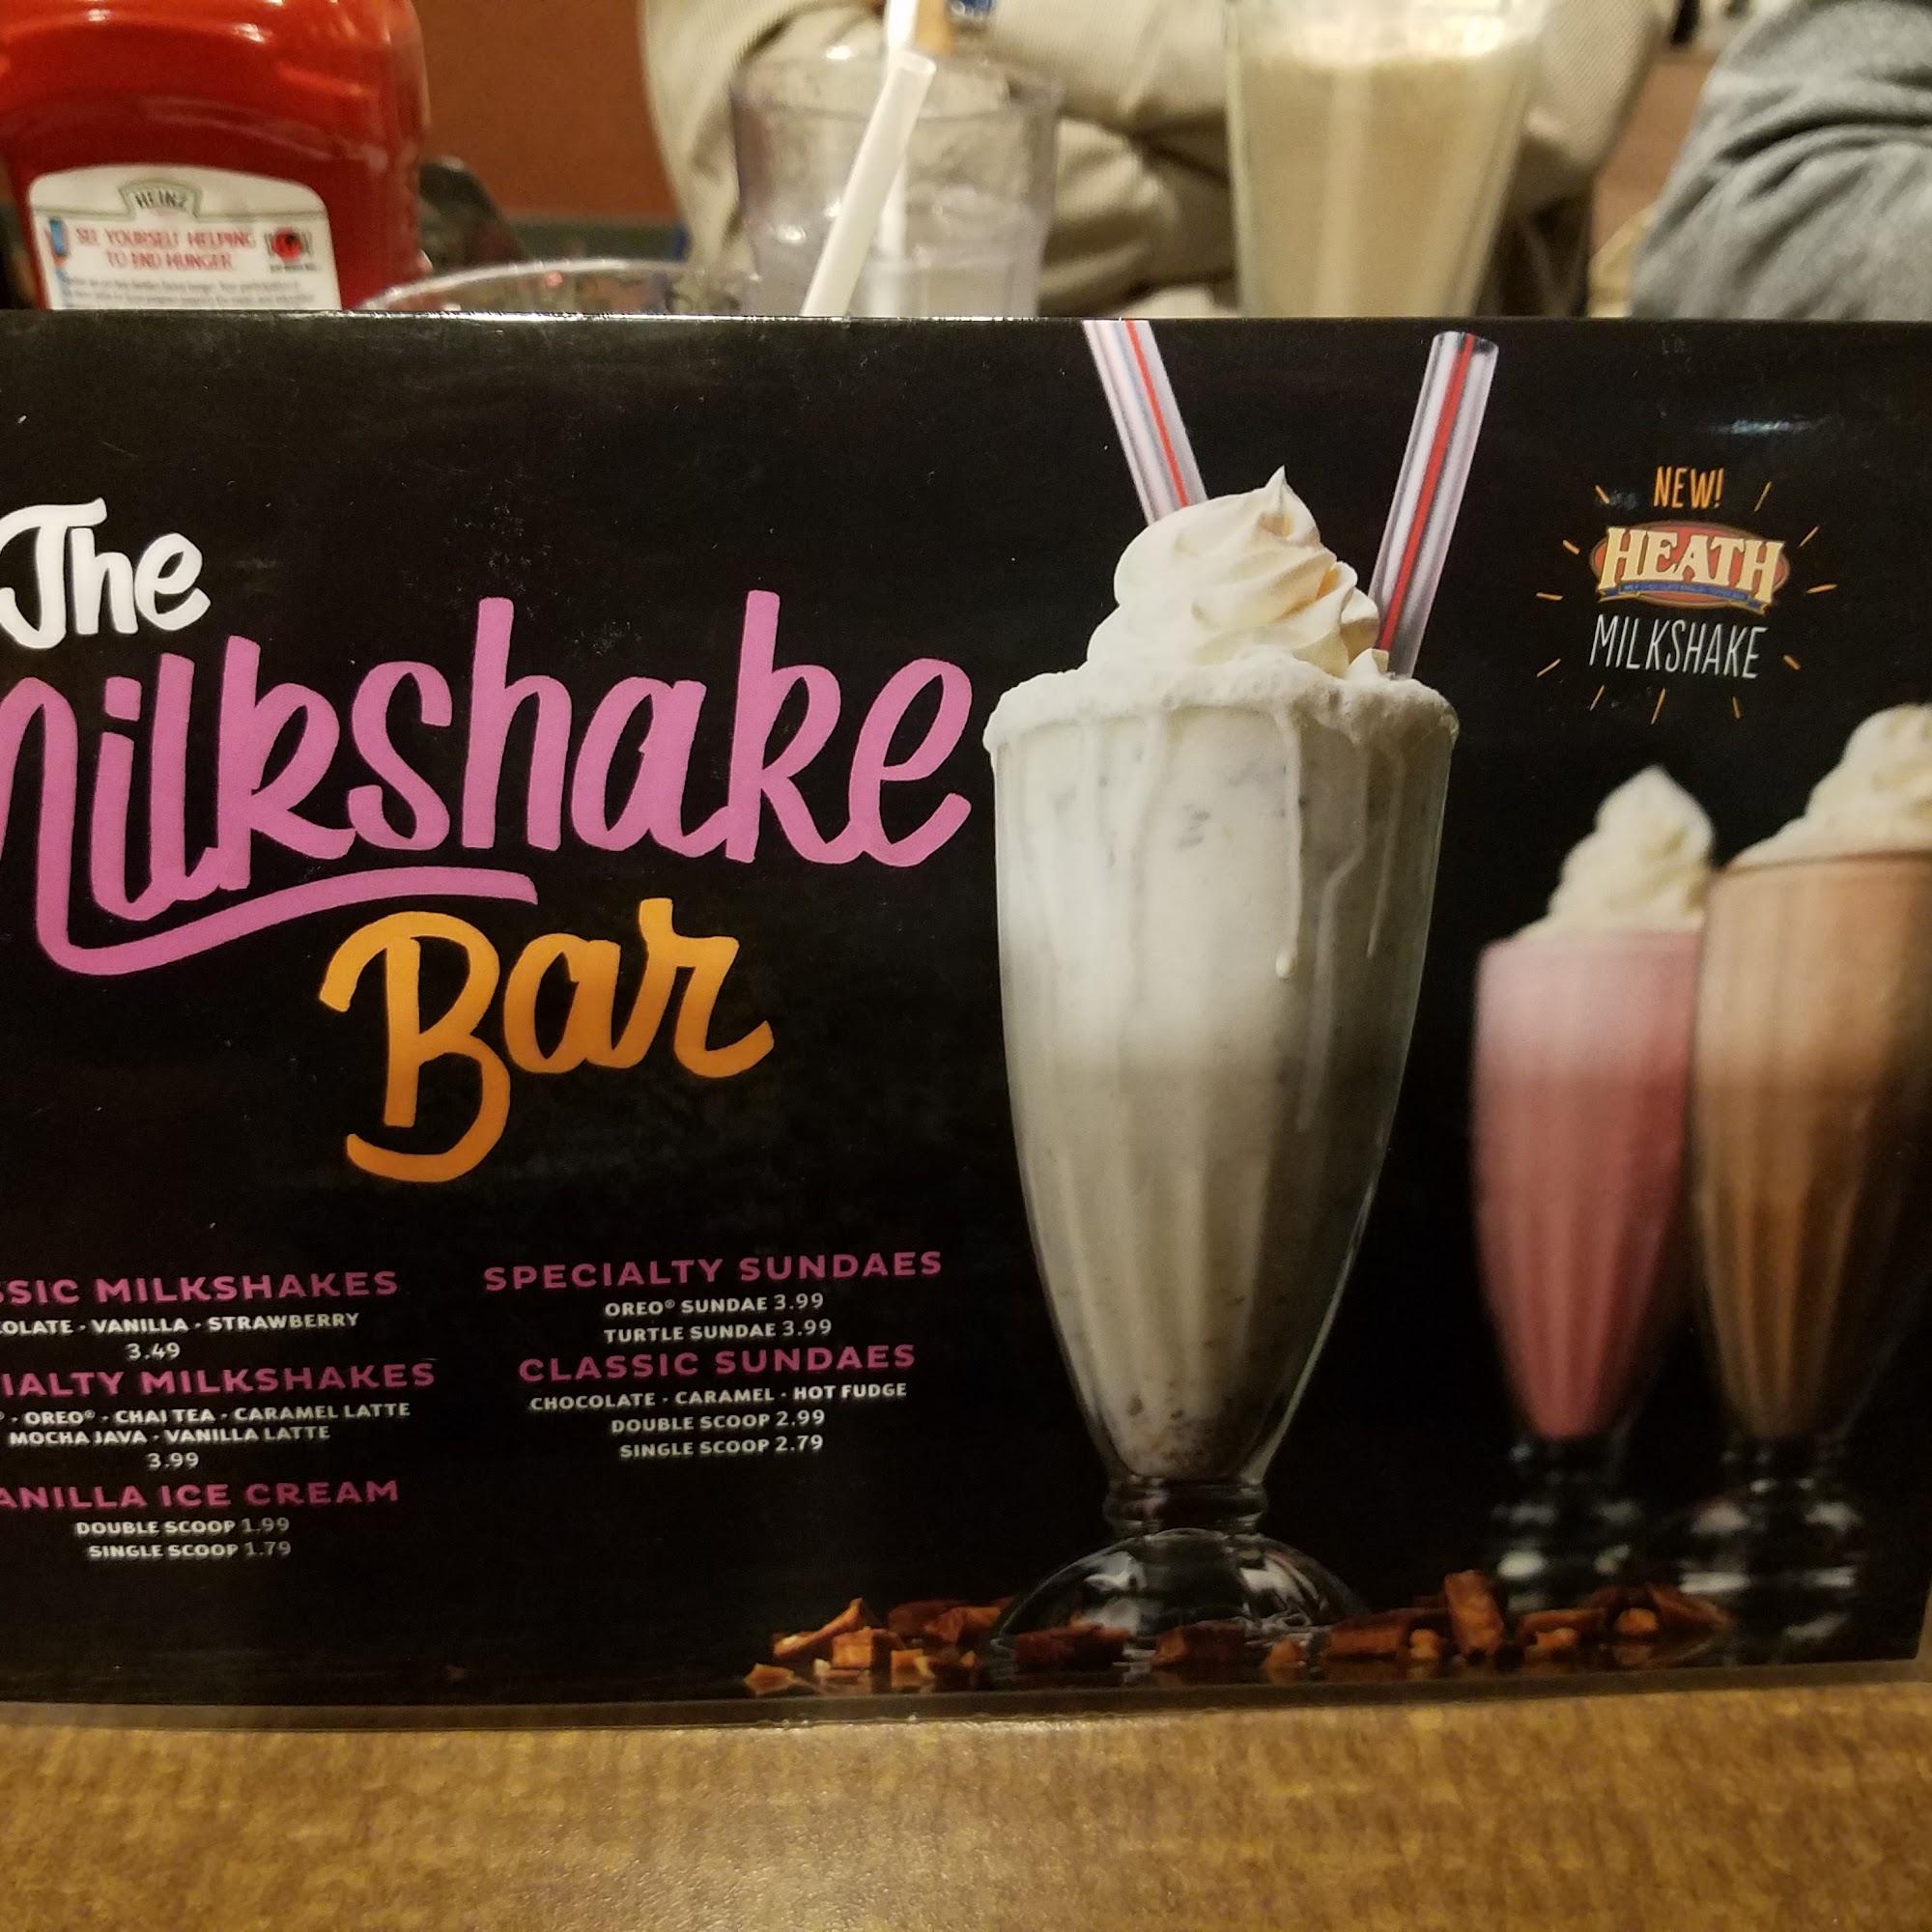 HEINZ
SEE YOURSELF HELPING
TO END HUNGER
The
Milkshake
Bar
NEW!
HEATH
MILKSHAKE
SSIC MILKSHAKES
OLATE · VANILLA · STRAWBERRY
3.49
IALTY MILKSHAKES
® · OREO® · CHAI TEA · CARAMEL LATTE
MOCHA JAVA · VANILLA LATTE
3.99
ANILLA ICE CREAM
DOUBLE SCOOP 1.99
SINGLE SCOOP 1.79
SPECIALTY SUNDAES
OREO® SUNDAE 3.99
TURTLE SUNDAE 3.99
CLASSIC SUNDAES
CHOCOLATE · CARAMEL · HOT FUDGE
DOUBLE SCOOP 2.99
SINGLE SCOOP 2.79